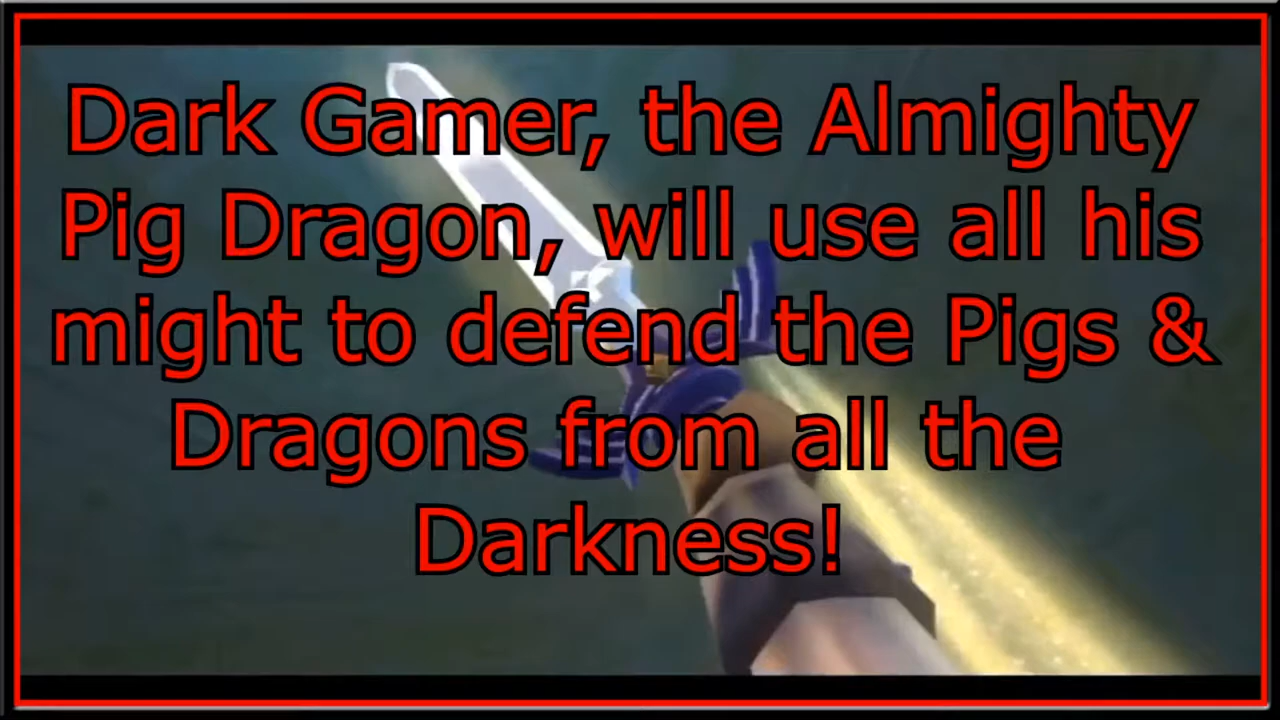 Dark Gamer, the Almighty
Pig Dragon, will use all his
might to defend the Pigs &
Dragons from all the
Darkness!